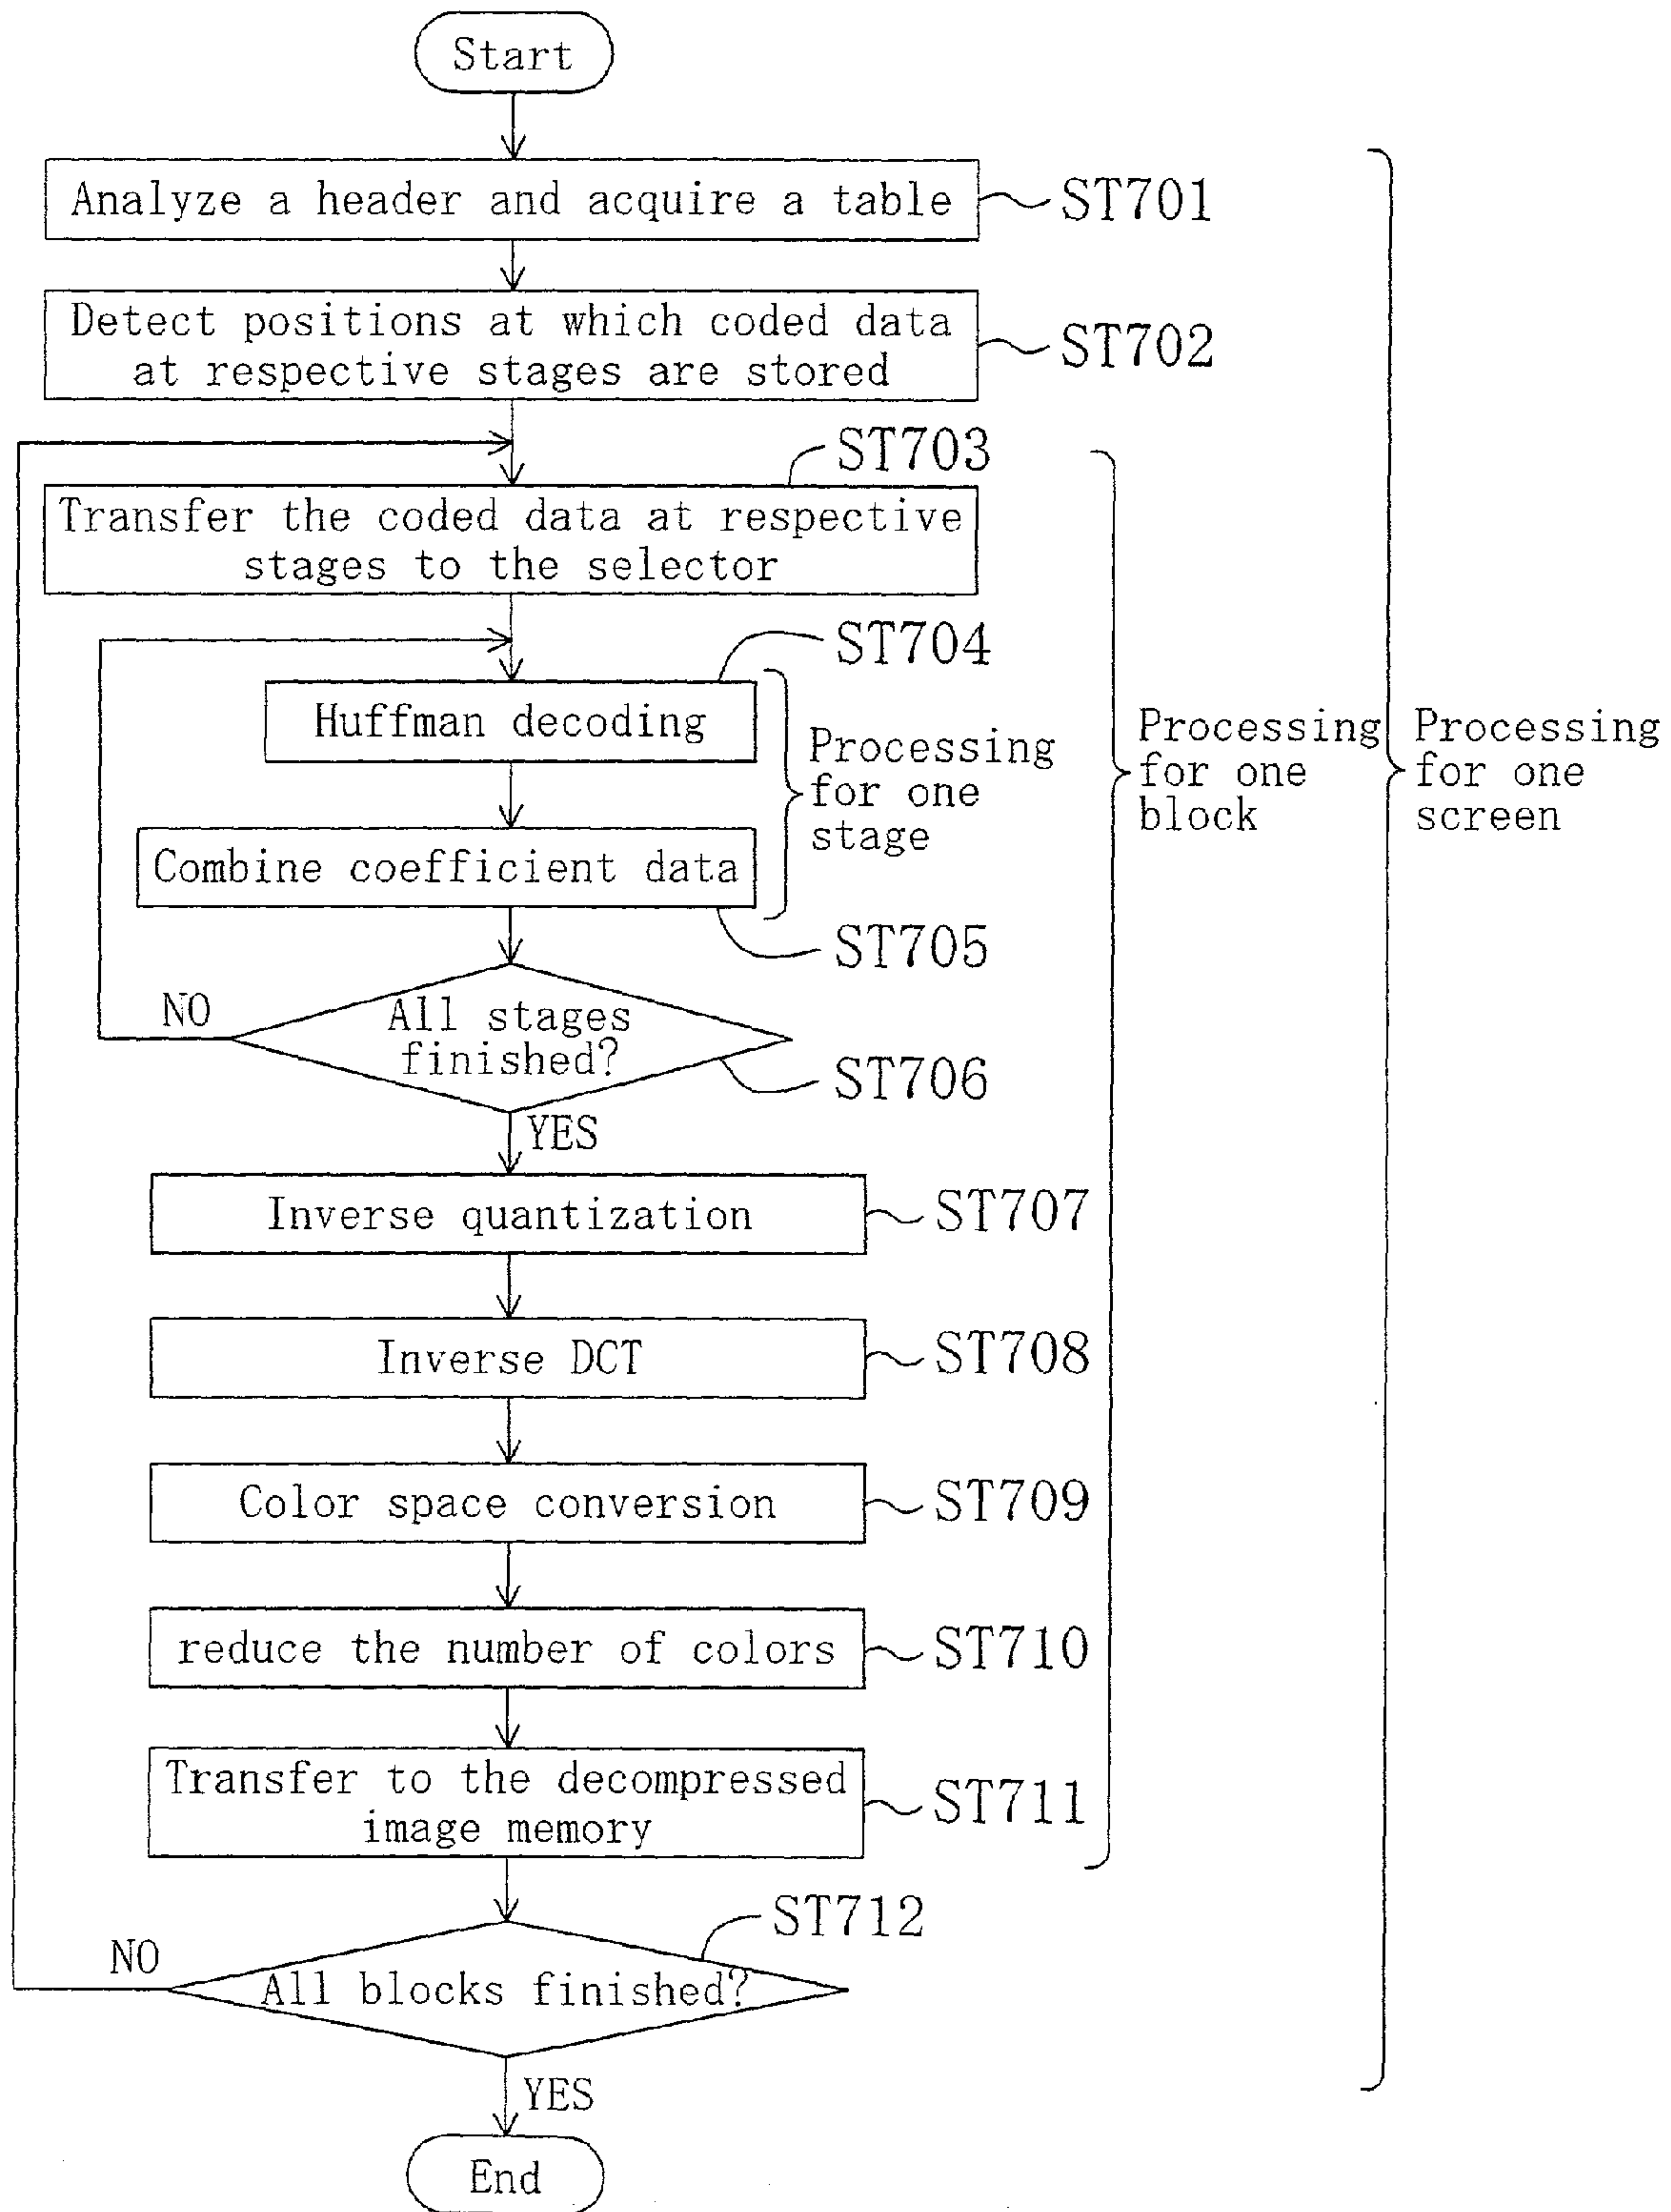 Start
Analyze a header and acquire a table
ST701
Detect positions at which coded data
at respective stages are stored
ST702
ST703
Transfer the coded data at respective
stages to the selector
ST704
Huffman decoding
Processing
for one
stage
Processing
for one
block
Processing
for one
screen
Combine coefficient data
ST705
NO
All stages
finished?
ST706
YES
Inverse quantization
ST707
Inverse DCT
ST708
Color space conversion
ST709
reduce the number of colors
ST710
Transfer to the decompressed
image memory
ST711
ST712
NO
All blocks finished?
YES
End